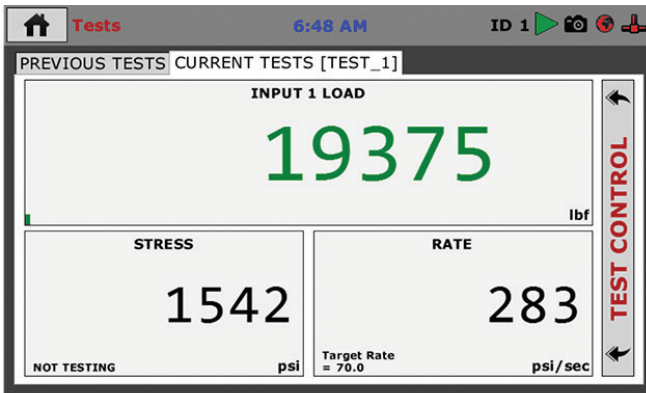 Tests 6:48 AM ID 1
PREVIOUS TESTS CURRENT TESTS [TEST_1]
INPUT 1 LOAD
19375
lbf
STRESS
1542
NOT TESTING psi
RATE
283
Target Rate
= 70.0 psi/sec
TEST CONTROL